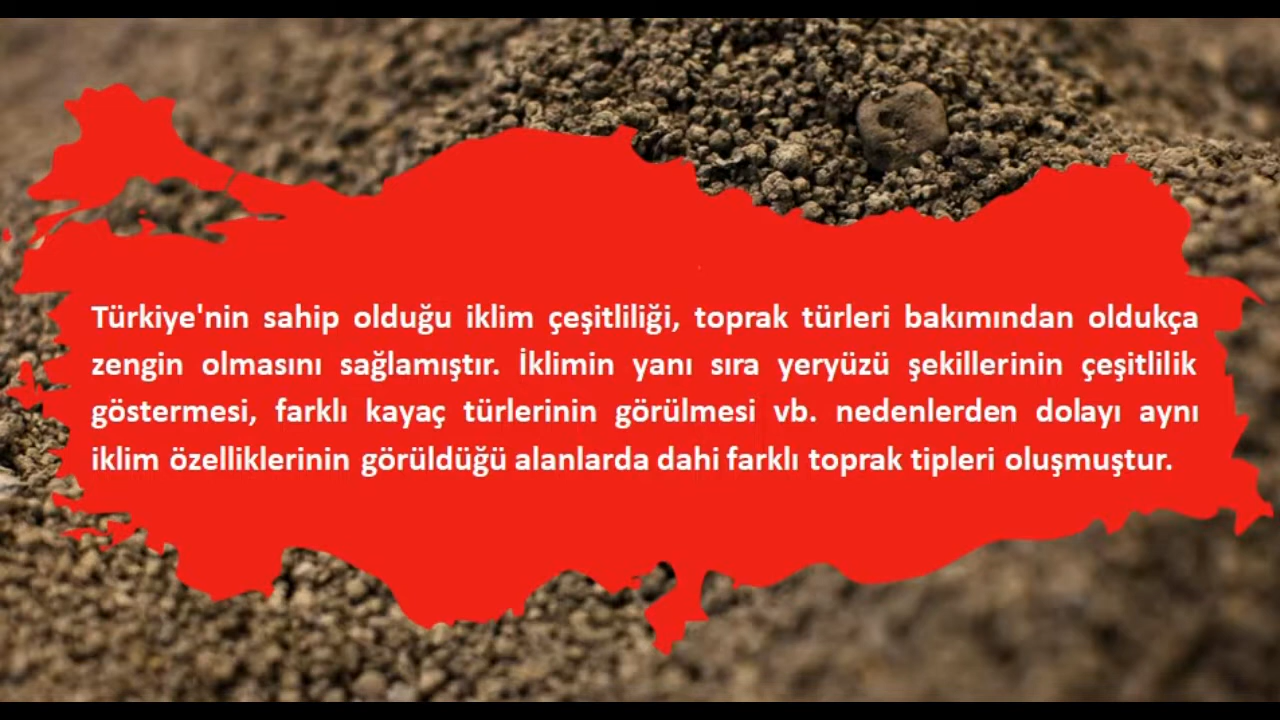 Türkiye'nin sahip olduğu iklim çeşitliliği, toprak türleri bakımından oldukça
zengin olmasını sağlamıştır. İklimin yanı sıra yeryüzü şekillerinin çeşitlilik
göstermesi, farklı kayaç türlerinin görülmesi vb. nedenlerden dolayı aynı
iklim özelliklerinin görüldüğü alanlarda dahi farklı toprak tipleri oluşmuştur.